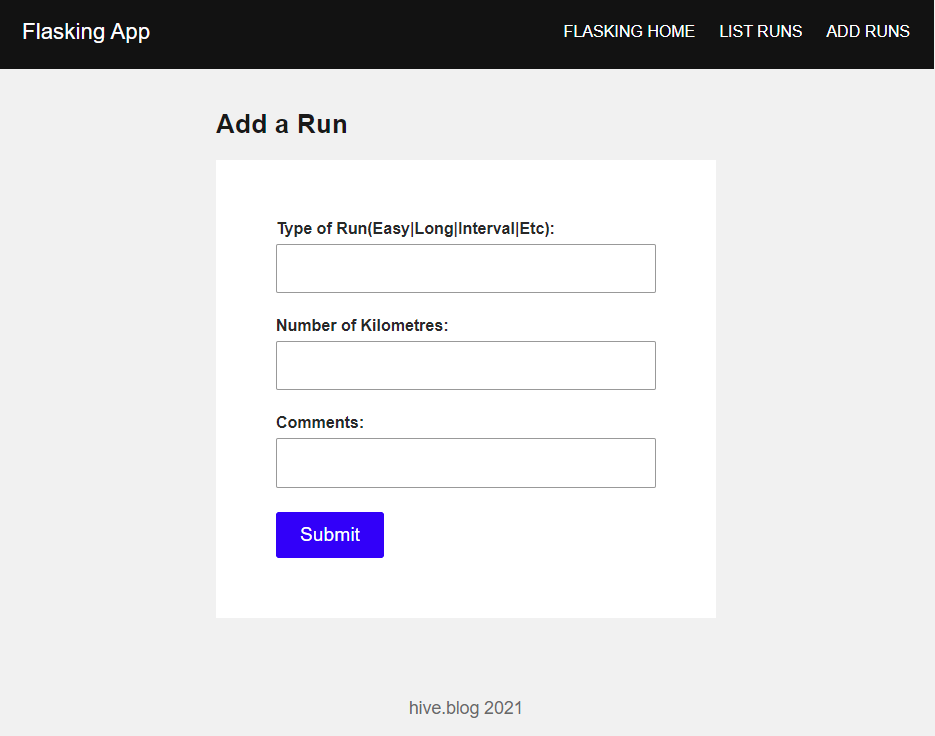 Flasking App
FLASKING HOME LIST RUNS ADD RUNS
Add a Run
Type of Run(Easy|Long|Interval|Etc):
Number of Kilometres:
Comments:
Submit
hive.blog 2021